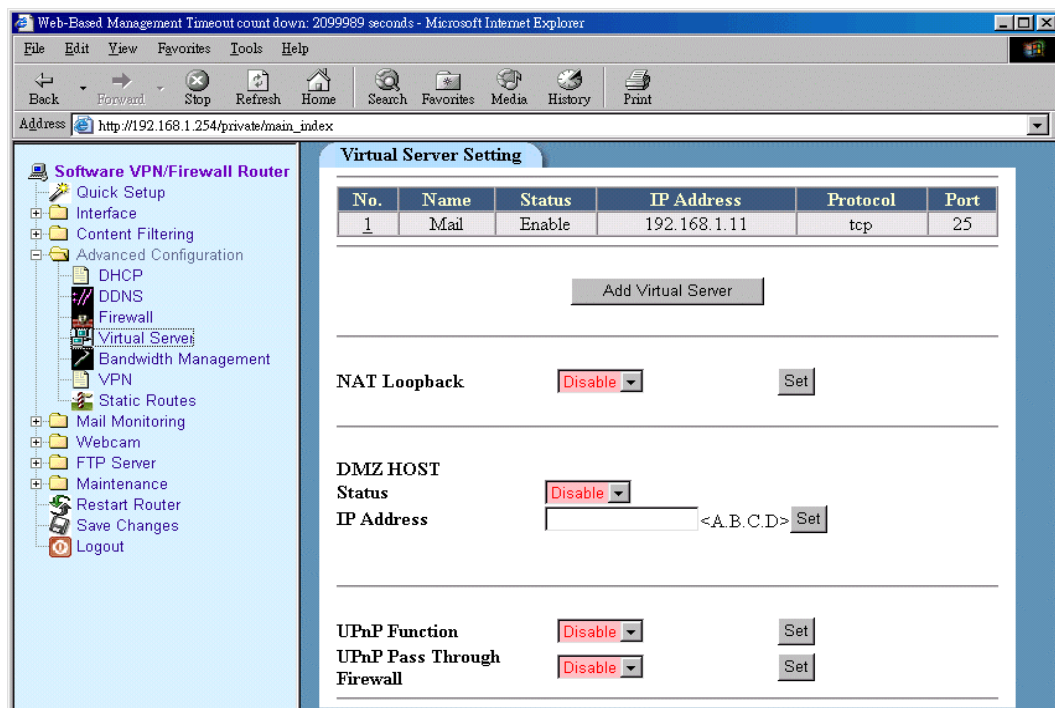 Web-Based Management Timeout count down: 2099989 seconds - Microsoft Internet Explorer
File Edit View Favorites Tools Help
Back Forward Stop Refresh Home Search Favorites Media History Print
Address http://192.168.1.254/private/main_index
Software VPN/Firewall Router
Quick Setup
Interface
Content Filtering
Advanced Configuration
DHCP
DDNS
Firewall
Virtual Server
Bandwidth Management
VPN
Static Routes
Mail Monitoring
Webcam
FTP Server
Maintenance
Restart Router
Save Changes
Logout
Virtual Server Setting
No. Name Status IP Address Protocol Port
1 Mail Enable 192.168.1.11 tcp 25
Add Virtual Server
NAT Loopback Disable Set
DMZ HOST
Status Disable
IP Address <A.B.C.D> Set
UPnP Function Disable Set
UPnP Pass Through
Firewall Disable Set